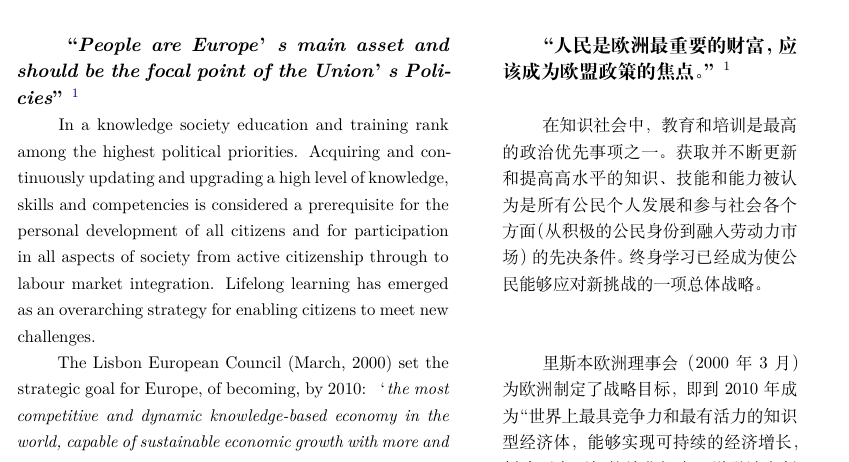 “People are Europe’ s main asset and
should be the focal point of the Union’ s Poli-
cies” 1
In a knowledge society education and training rank
among the highest political priorities. Acquiring and con-
tinuously updating and upgrading a high level of knowledge,
skills and competencies is considered a prerequisite for the
personal development of all citizens and for participation
in all aspects of society from active citizenship through to
labour market integration. Lifelong learning has emerged
as an overarching strategy for enabling citizens to meet new
challenges.
The Lisbon European Council (March, 2000) set the
strategic goal for Europe, of becoming, by 2010: ‘the most
competitive and dynamic knowledge-based economy in the
world, capable of sustainable economic growth with more and
“人民是欧洲最重要的财富，应
该成为欧盟政策的焦点。” 1
在知识社会中，教育和培训是最高
的政治优先事项之一。获取并不断更新
和提高高水平的知识、技能和能力被认
为是所有公民个人发展和参与社会各个
方面（从积极的公民身份到融入劳动力市
场）的先决条件。终身学习已经成为使公
民能够应对新挑战的一项总体战略。
里斯本欧洲理事会（2000 年 3 月）
为欧洲制定了战略目标，即到 2010 年成
为“世界上最具竞争力和最有活力的知识
型经济体，能够实现可持续的经济增长，